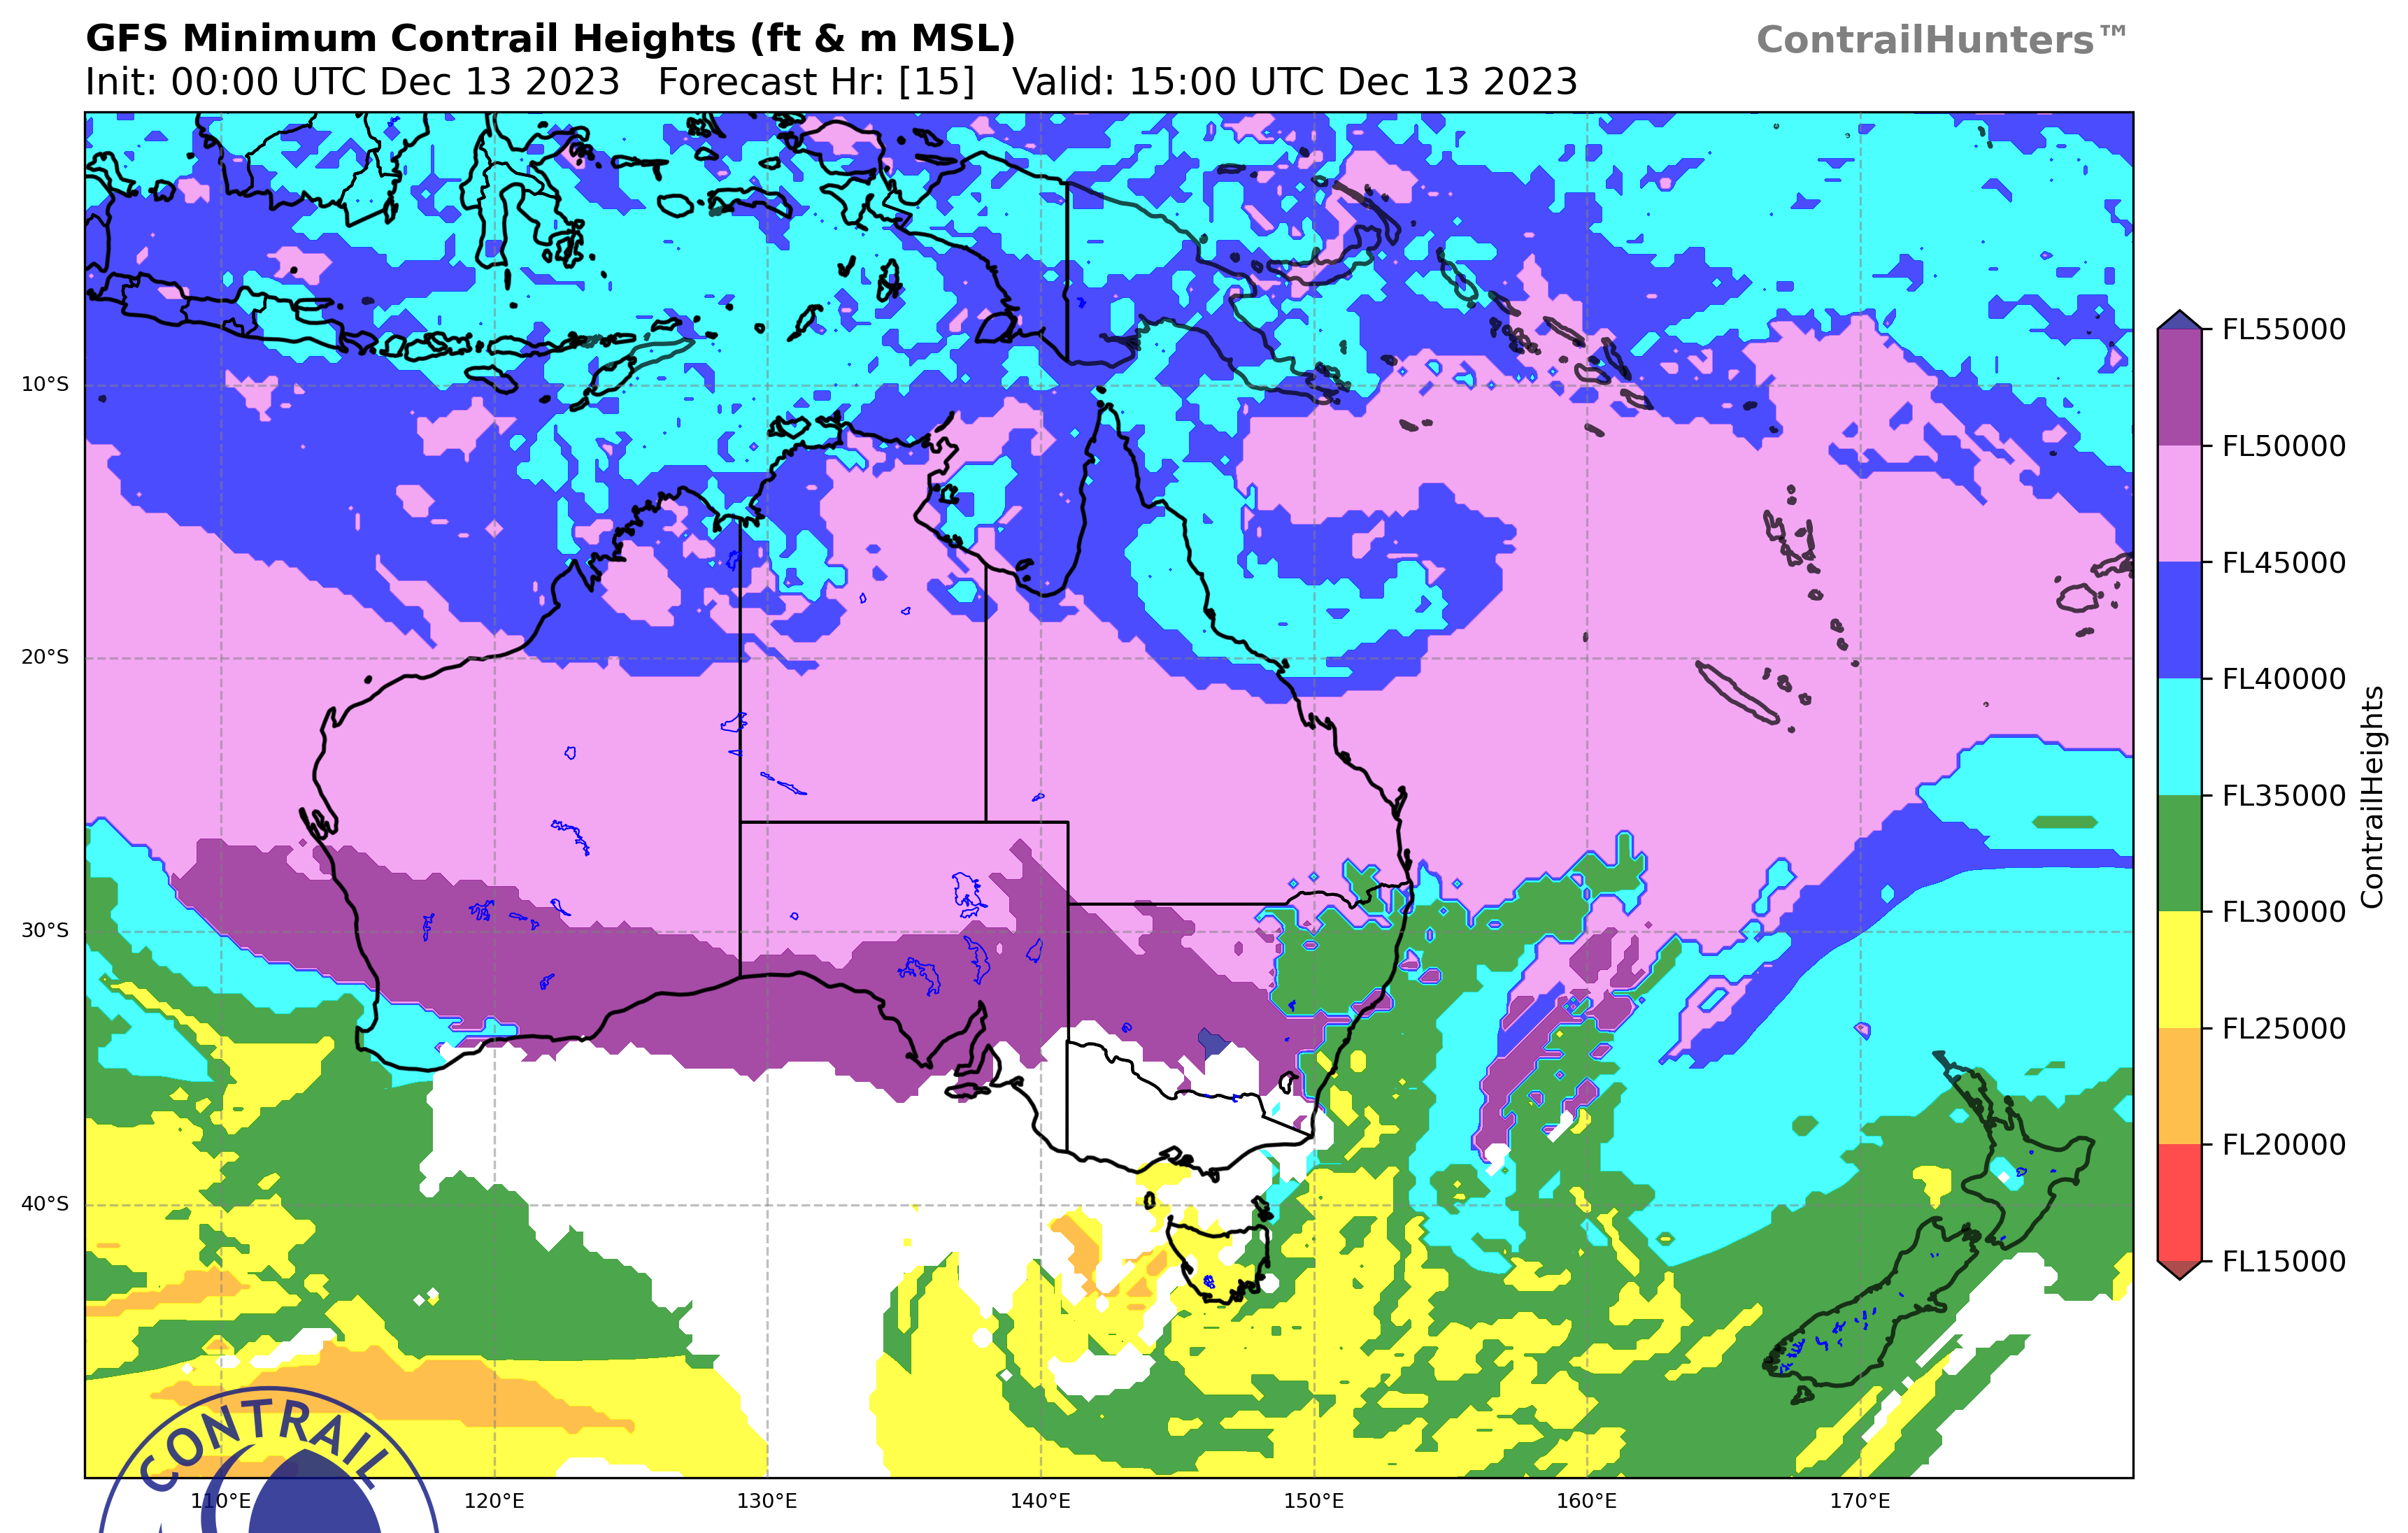 GFS Minimum Contrail Heights (ft & m MSL)
ContrailHunters™
Init: 00:00 UTC Dec 13 2023 Forecast Hr: [15] Valid: 15:00 UTC Dec 13 2023
10°S
20°S
30°S
40°S
110°E
120°E
130°E
140°E
150°E
160°E
170°E
FL55000
FL50000
FL45000
FL40000
FL35000
FL30000
FL25000
FL20000
FL15000
ContrailHeights
CONTRAIL